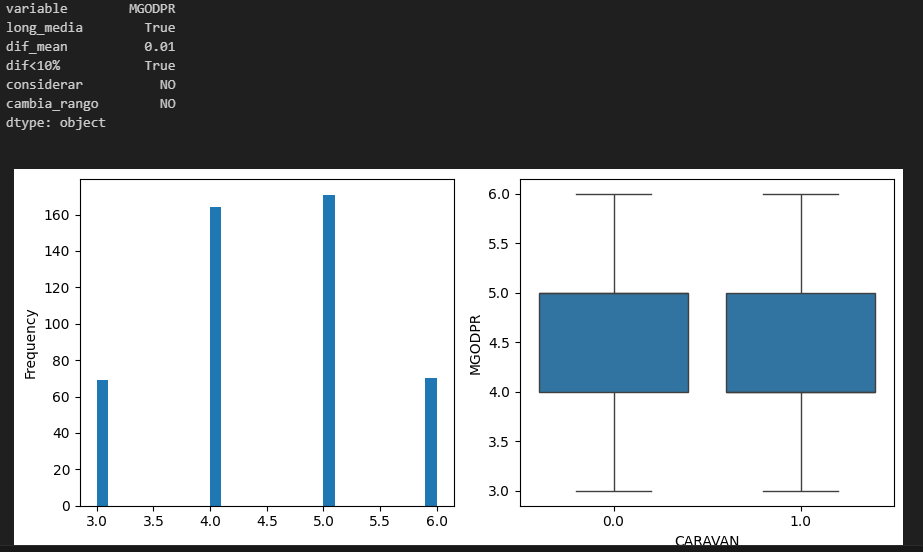 variable MGODPR
long_media True
dif_mean 0.01
dif<10% True
considerar NO
cambia_rango NO
dtype: object
160
140
120
100
80
60
40
20
0
Frequency
3.0 3.5 4.0 4.5 5.0 5.5 6.0
6.0
5.5
5.0
4.5
4.0
3.5
3.0
MGODPR
0.0 1.0
CARAVAN